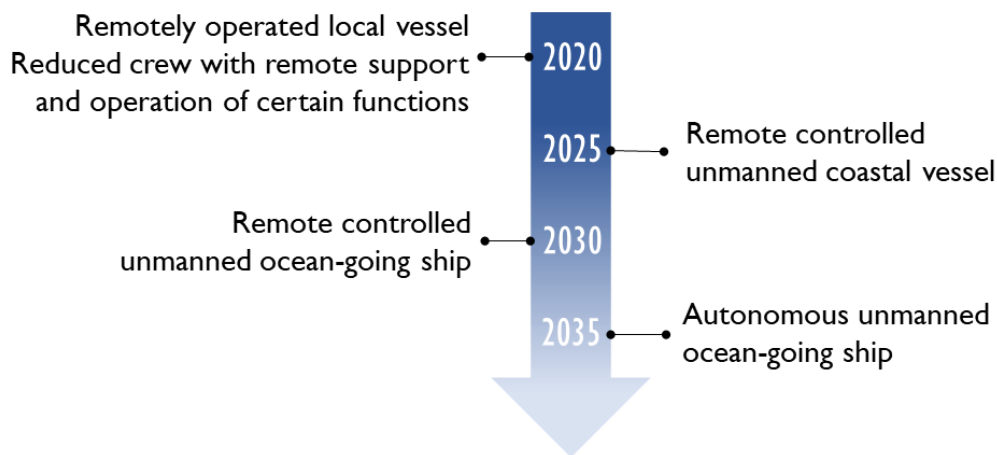 Remotely operated local vessel
Reduced crew with remote support
and operation of certain functions
2020
2025
Remote controlled
unmanned coastal vessel
Remote controlled
unmanned ocean-going ship
2030
2035
Autonomous unmanned
ocean-going ship